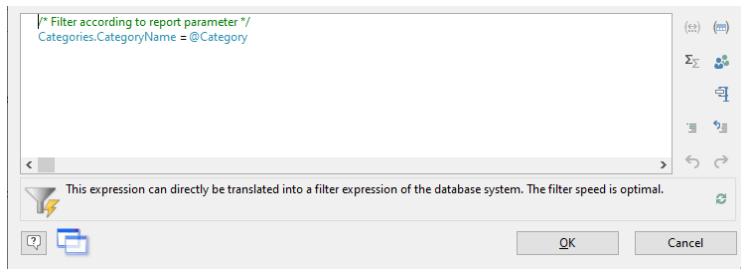 /* Filter according to report parameter */
Categories.CategoryName = @Category
This expression can directly be translated into a filter expression of the database system. The filter speed is optimal.
OK
Cancel